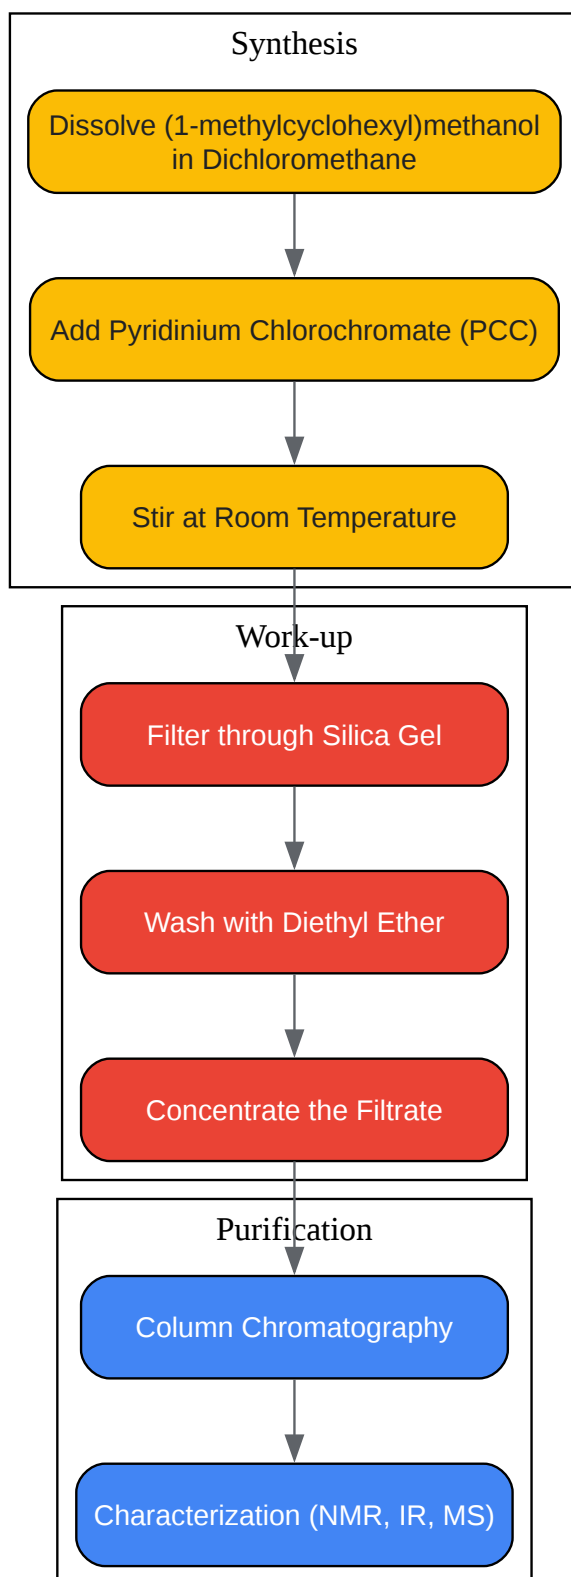 Synthesis
Dissolve (1-methylcyclohexyl)methanol
in Dichloromethane
Add Pyridinium Chlorochromate (PCC)
Stir at Room Temperature
Work-up
Filter through Silica Gel
Wash with Diethyl Ether
Concentrate the Filtrate
Purification
Column Chromatography
Characterization (NMR, IR, MS)